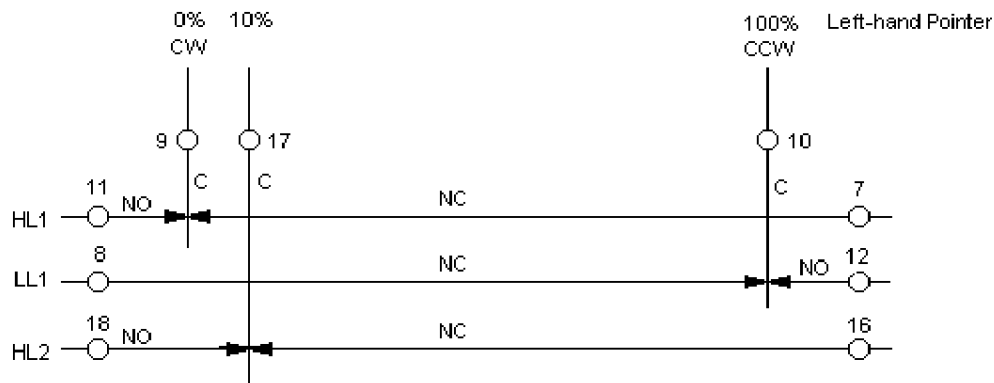 0% 10% 100% Left-hand Pointer
CW CCW
9 17 10
11 NO C C NC C 7
HL1
8 NC NO 12
LL1
18 NO NC 16
HL2